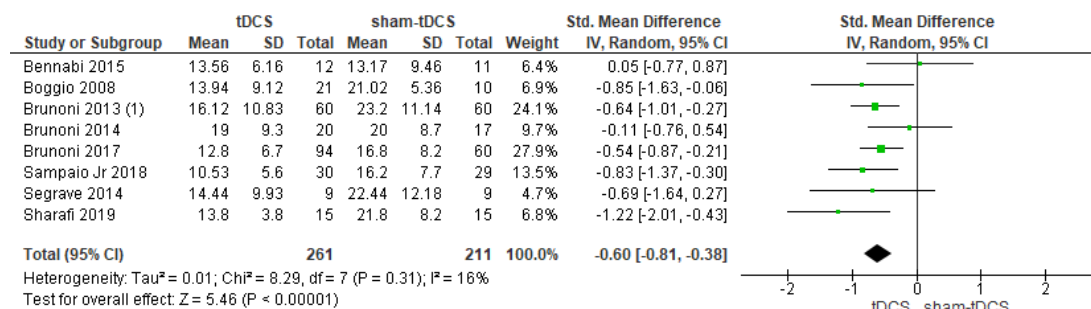 tDCS sham-tDCS Std. Mean Difference Std. Mean Difference
Study or Subgroup Mean SD Total Mean SD Total Weight IV, Random, 95% CI IV, Random, 95% CI
Bennabi 2015 13.56 6.16 12 13.17 9.46 11 6.4% 0.05 [-0.77, 0.87]
Boggio 2008 13.94 9.12 21 21.02 5.36 10 6.9% -0.85 [-1.63, -0.06]
Brunoni 2013 (1) 16.12 10.83 60 23.2 11.14 60 24.1% -0.64 [-1.01, -0.27]
Brunoni 2014 19 9.3 20 20 8.7 17 9.7% -0.11 [-0.76, 0.54]
Brunoni 2017 12.8 6.7 94 16.8 8.2 60 27.9% -0.54 [-0.87, -0.21]
Sampaio Jr 2018 10.53 5.6 30 16.2 7.7 29 13.5% -0.83 [-1.37, -0.30]
Segrave 2014 14.44 9.93 9 22.44 12.18 9 4.7% -0.69 [-1.64, 0.27]
Sharafi 2019 13.8 3.8 15 21.8 8.2 15 6.8% -1.22 [-2.01, -0.43]
Total (95% CI) 261 211 100.0% -0.60 [-0.81, -0.38]
Heterogeneity: Tau² = 0.01; Chi² = 8.29, df = 7 (P = 0.31); I² = 16%
Test for overall effect: Z = 5.46 (P < 0.00001)
-2 -1 0 1 2
tDCS sham-tDCS